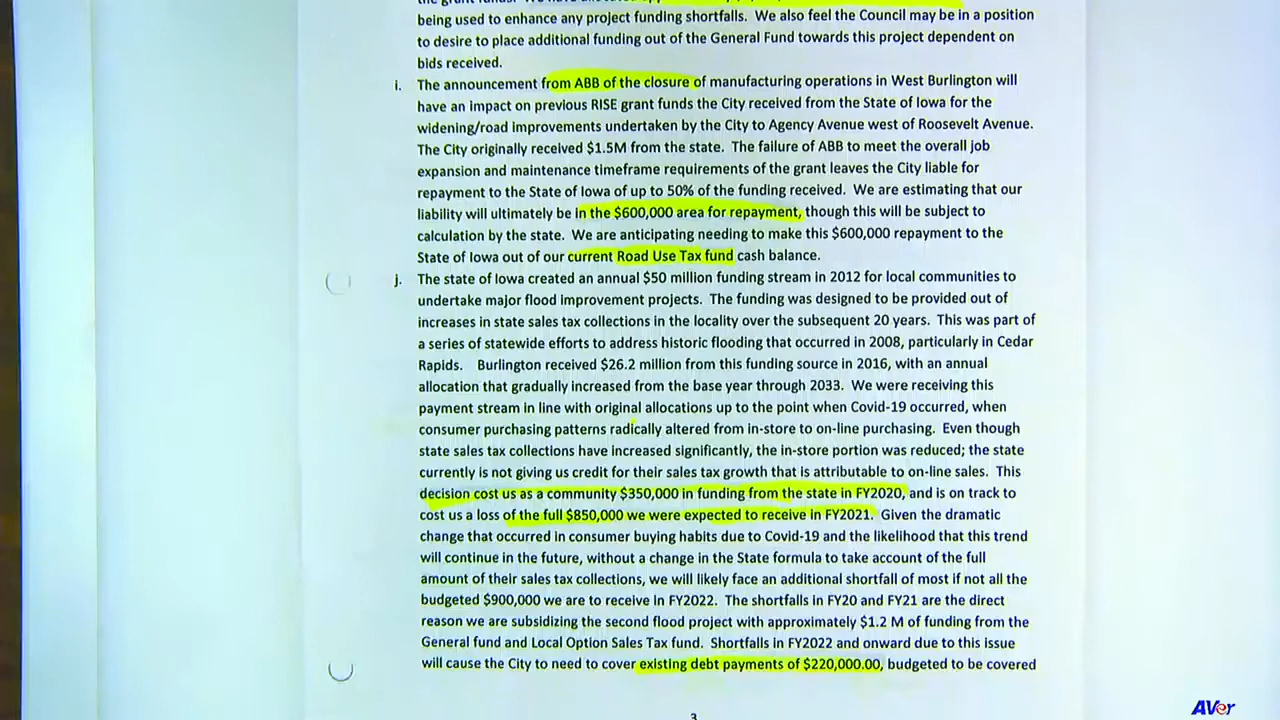 being used to enhance any project funding shortfalls. We also feel the Council may be in a position
to desire to place additional funding out of the General Fund towards this project dependent on
bids received.
i. The announcement from ABB of the closure of manufacturing operations in West Burlington will
have an impact on previous RISE grant funds the City received from the State of Iowa for the
widening/road improvements undertaken by the City to Agency Avenue west of Roosevelt Avenue.
The City originally received $1.5M from the state. The failure of ABB to meet the overall job
expansion and maintenance timeframe requirements of the grant leaves the City liable for
repayment to the State of Iowa of up to 50% of the funding received. We are estimating that our
liability will ultimately be in the $600,000 area for repayment, though this will be subject to
calculation by the state. We are anticipating needing to make this $600,000 repayment to the
State of Iowa out of our current Road Use Tax fund cash balance.
j. The state of Iowa created an annual $50 million funding stream in 2012 for local communities to
undertake major flood improvement projects. The funding was designed to be provided out of
increases in state sales tax collections in the locality over the subsequent 20 years. This was part of
a series of statewide efforts to address historic flooding that occurred in 2008, particularly in Cedar
Rapids. Burlington received $26.2 million from this funding source in 2016, with an annual
allocation that gradually increased from the base year through 2033. We were receiving this
payment stream in line with original allocations up to the point when Covid-19 occurred, when
consumer purchasing patterns radically altered from in-store to on-line purchasing. Even though
state sales tax collections have increased significantly, the in-store portion was reduced; the state
currently is not giving us credit for their sales tax growth that is attributable to on-line sales. This
decision cost us as a community $350,000 in funding from the state in FY2020, and is on track to
cost us a loss of the full $850,000 we were expected to receive in FY2021. Given the dramatic
change that occurred in consumer buying habits due to Covid-19 and the likelihood that this trend
will continue in the future, without a change in the State formula to take account of the full
amount of their sales tax collections, we will likely face an additional shortfall of most if not all the
budgeted $900,000 we are to receive in FY2022. The shortfalls in FY20 and FY21 are the direct
reason we are subsidizing the second flood project with approximately $1.2 M of funding from the
General fund and Local Option Sales Tax fund. Shortfalls in FY2022 and onward due to this issue
will cause the City to need to cover existing debt payments of $220,000.00, budgeted to be covered
3
AVer